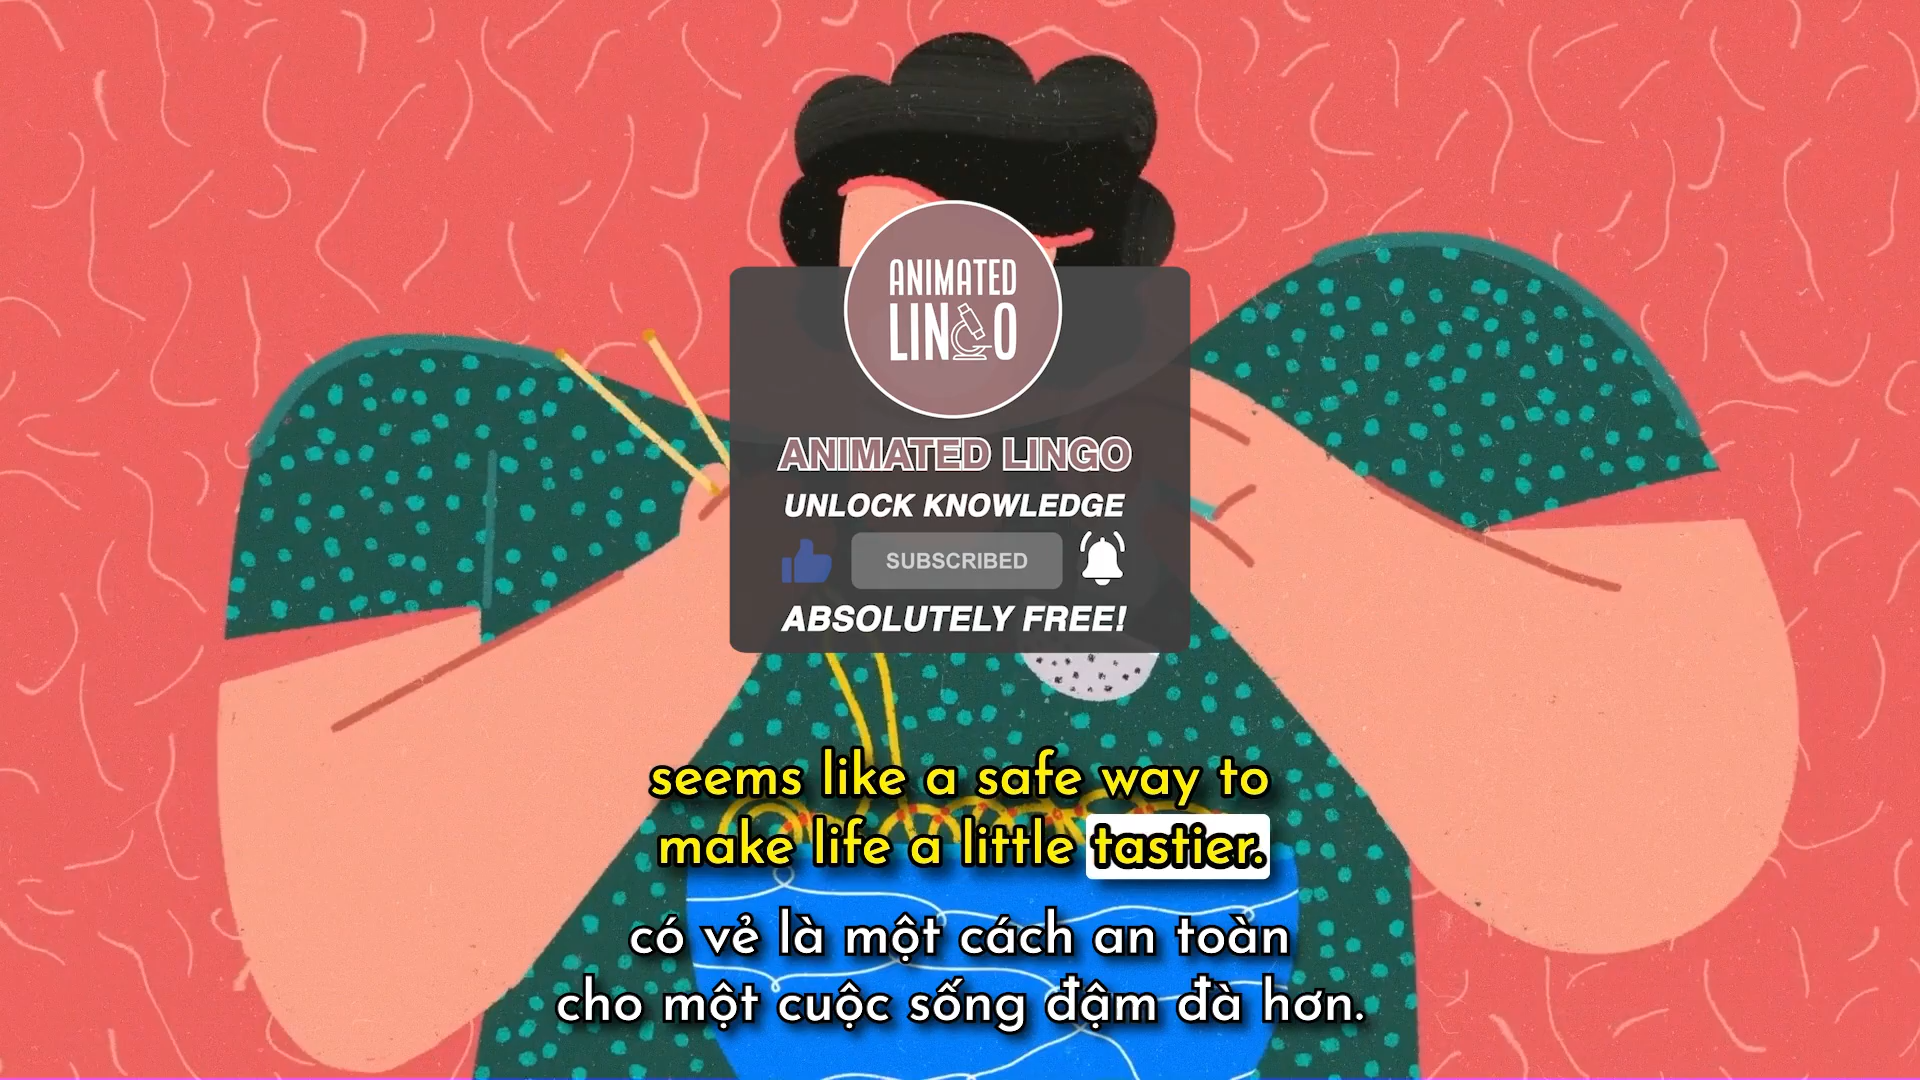 ANIMATED
LINGO
ANIMATED LINGO
UNLOCK KNOWLEDGE
SUBSCRIBED
ABSOLUTELY FREE!
seems like a safe way to
make life a little tastier.
có vẻ là một cách an toàn
cho một cuộc sống đậm đà hơn.